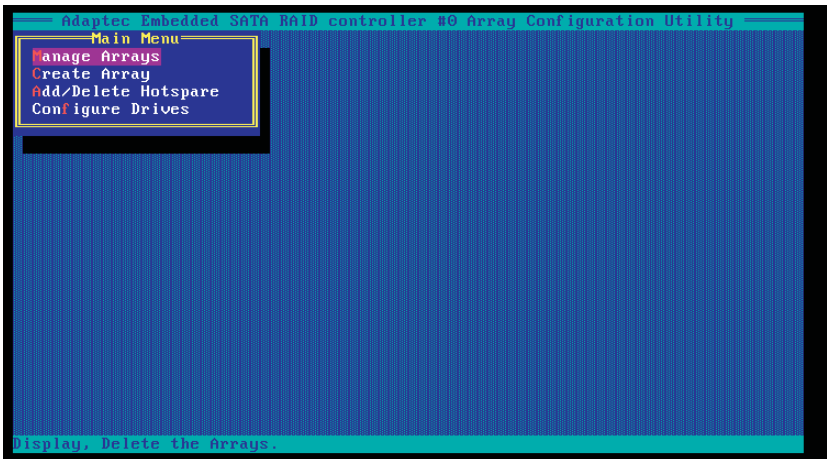 Adaptec Embedded SATA RAID controller #0 Array Configuration Utility
Main Menu
Manage Arrays
Create Array
Add/Delete Hotspare
Configure Drives
Display, Delete the Arrays.